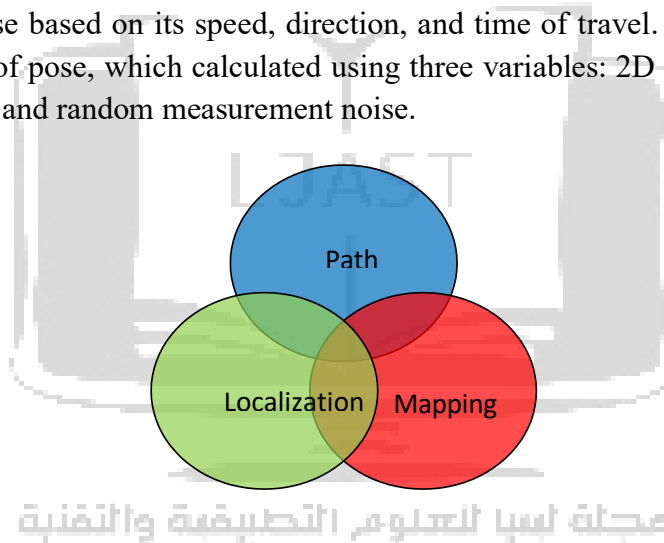 se based on its speed, direction, and time of travel.
of pose, which calculated using three variables: 2D
and random measurement noise.
LJAST
Path
Localization Mapping
مجلة ليبيا للعلوم التطبيقية والتقنية